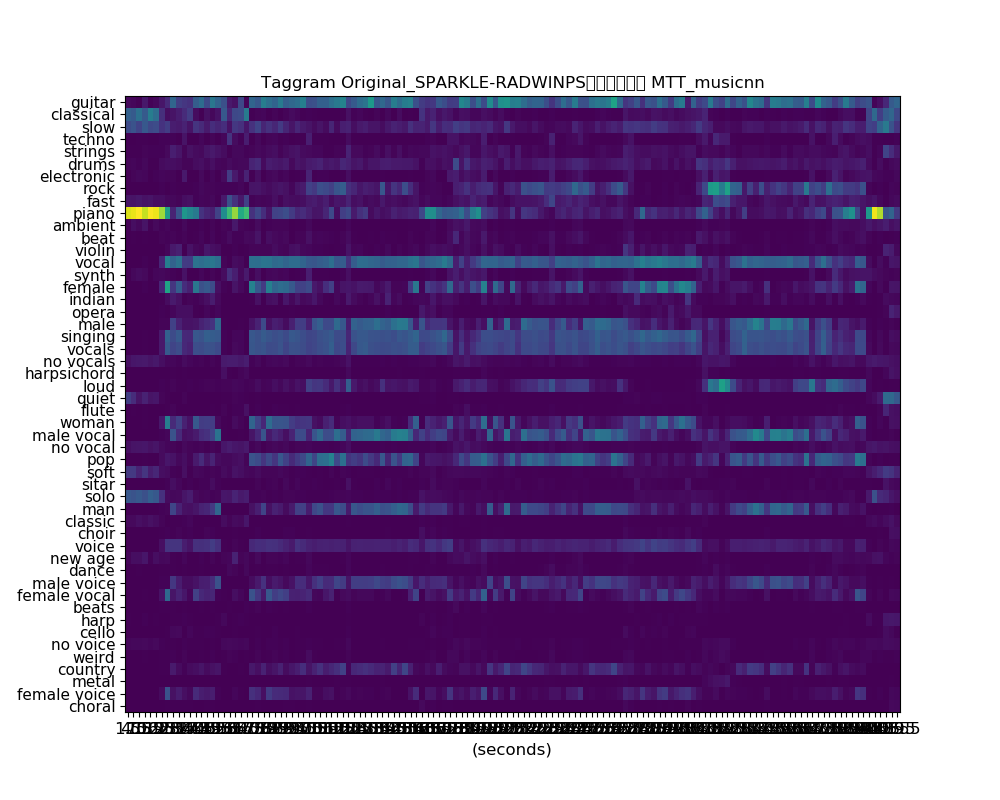 Taggram Original_SPARKLE-RADWINPS MTT_musicnn
guitar
classical
slow
techno
strings
drums
electronic
rock
fast
piano
ambient
beat
violin
vocal
synth
female
indian
opera
male
singing
vocals
no vocals
harpsichord
loud
quiet
flute
woman
male vocal
no vocal
pop
soft
sitar
solo
man
classic
choir
voice
new age
dance
male voice
female vocal
beats
harp
cello
no voice
weird
country
metal
female voice
choral
(seconds)